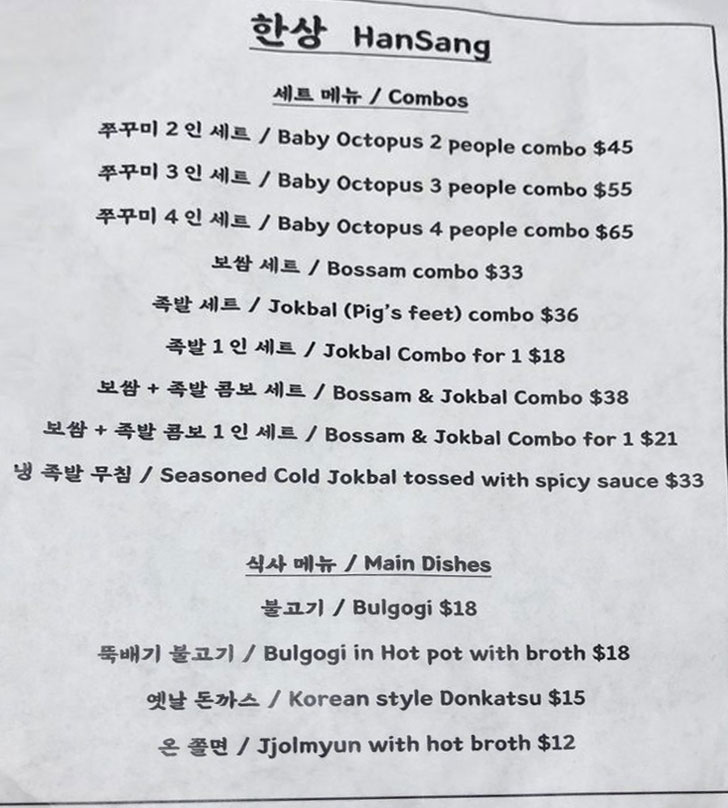 한상 HanSang
세트 메뉴 / Combos
쭈꾸미 2 인 세트 / Baby Octopus 2 people combo $45
쭈꾸미 3 인 세트 / Baby Octopus 3 people combo $55
쭈꾸미 4 인 세트 / Baby Octopus 4 people combo $65
보쌈 세트 / Bossam combo $33
족발 세트 / Jokbal (Pig's feet) combo $36
족발 1 인 세트 / Jokbal Combo for 1 $18
보쌈 + 족발 콤보 세트 / Bossam & Jokbal Combo $38
보쌈 + 족발 콤보 1 인 세트 / Bossam & Jokbal Combo for 1 $21
냉 족발 무침 / Seasoned Cold Jokbal tossed with spicy sauce $33
식사 메뉴 / Main Dishes
불고기 / Bulgogi $18
뚝배기 불고기 / Bulgogi in Hot pot with broth $18
옛날 돈까스 / Korean style Donkatsu $15
온 쫄면 / Jjolmyun with hot broth $12